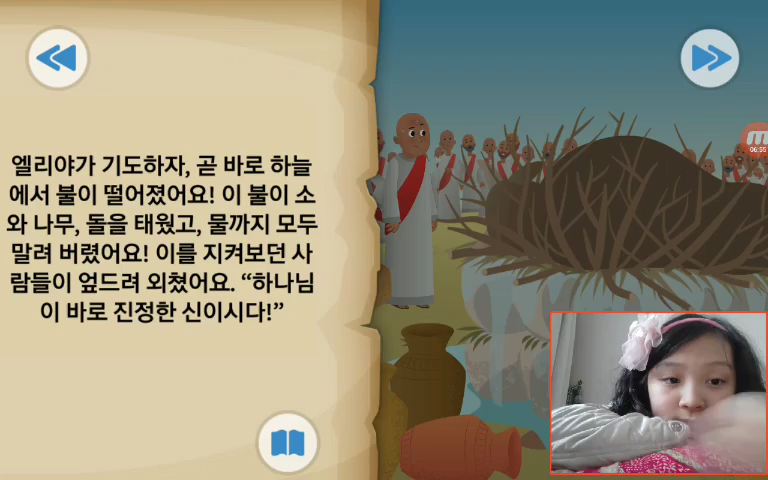 엘리야가 기도하자, 곧 바로 하늘
에서 불이 떨어졌어요! 이 불이 소
와 나무, 돌을 태웠고, 물까지 모두
말려 버렸어요! 이를 지켜보던 사
람들이 엎드려 외쳤어요. “하나님
이 바로 진정한 신이시다!”
06:55